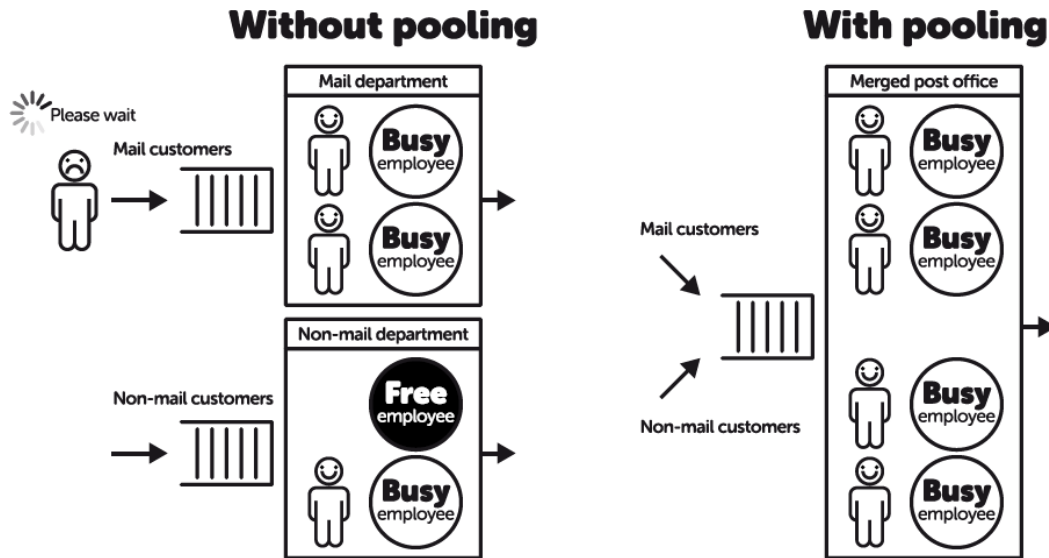 Without pooling
Mail department
Please wait
Mail customers
Busy
employee
Busy
employee
Non-mail department
Non-mail customers
Free
employee
Busy
employee
With pooling
Merged post office
Busy
employee
Busy
employee
Mail customers
Non-mail customers
Busy
employee
Busy
employee